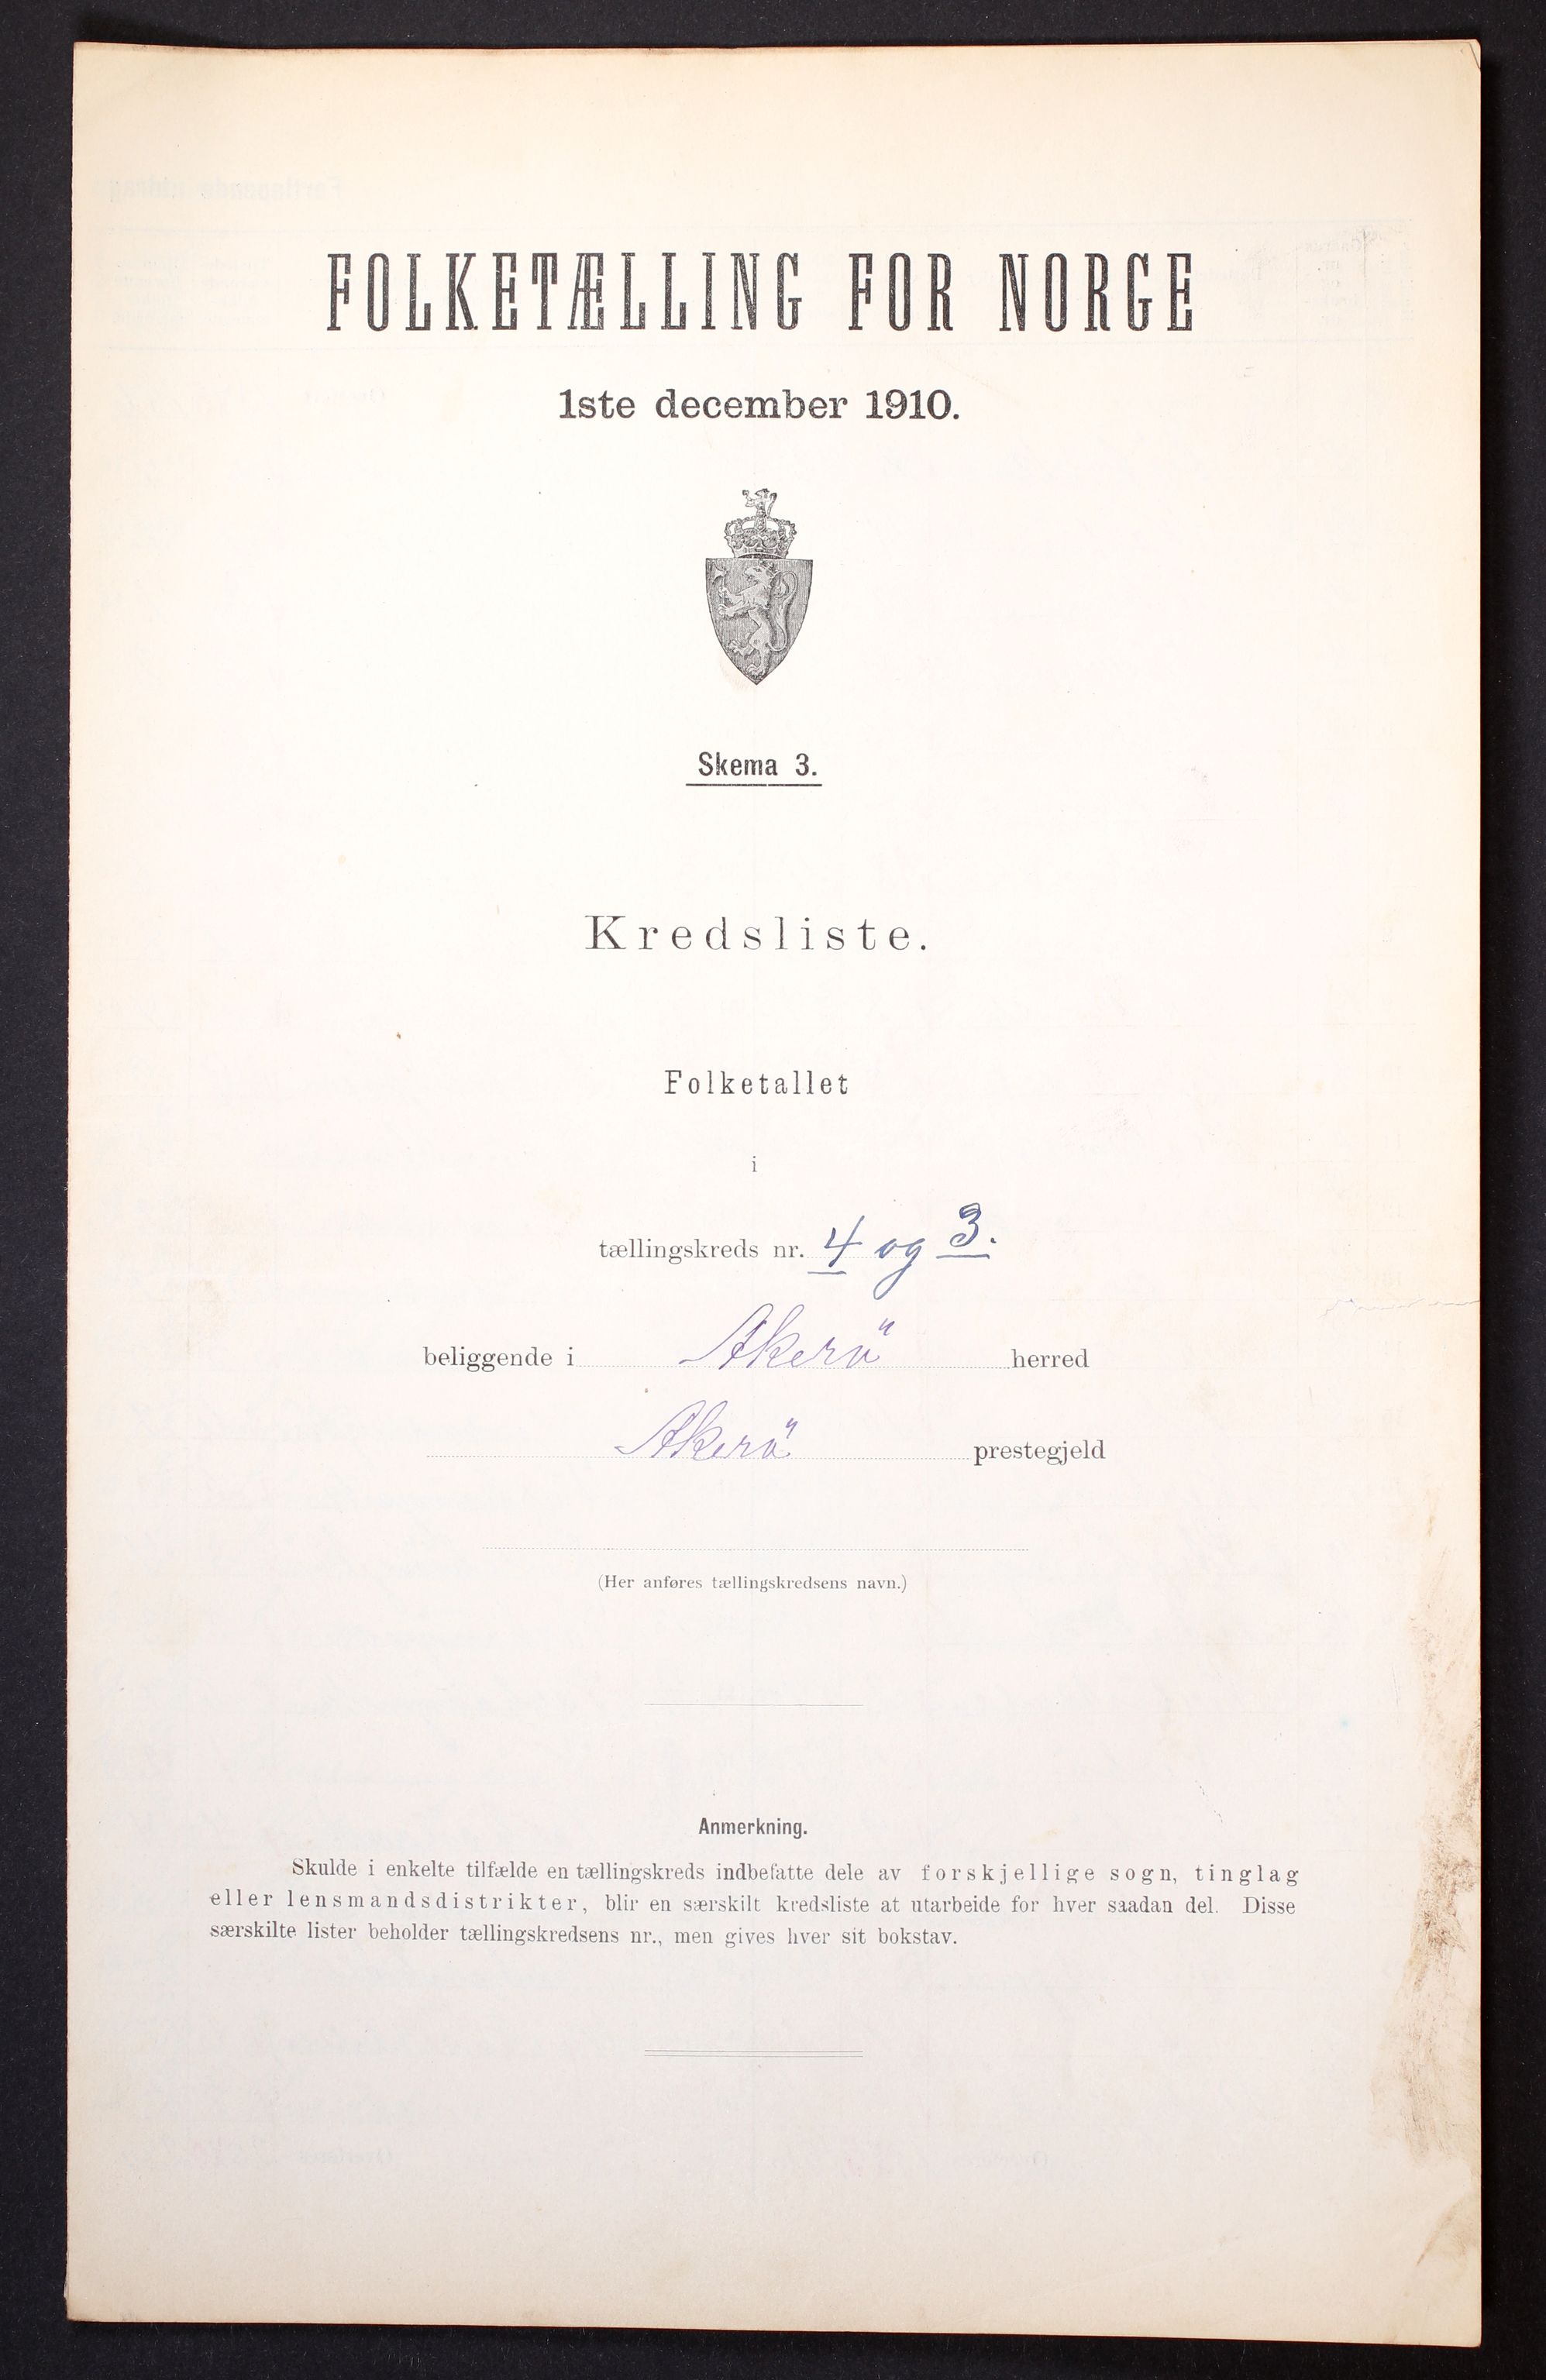 FOLKETÆLLING FOR NORGE
1ste december 1910.
Skema 3.
Kredsliste.
Folketallet
i
tællingskreds nr. 4 og 3.
beliggende i Akerö herred
Akerö prestegjeld
(Her anføres tællingskredsens navn.)
Anmerkning.
Skulde i enkelte tilfælde en tællingskreds indbefatte dele av forskjellige sogn, tinglag
eller lensmandsdistrikter, blir en særskilt kredsliste at utarbeide for hver saadan del. Disse
særskilte lister beholder tællingskredsens nr., men gives hver sit bokstav.